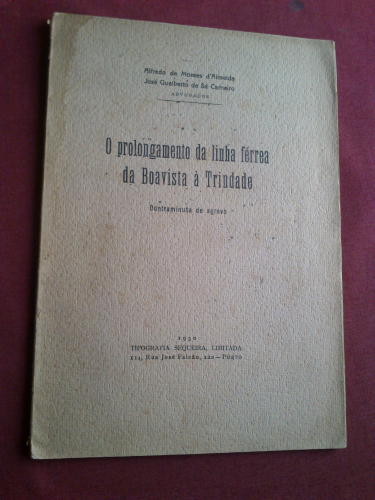 Alfredo de Moraes d'Almeida
José Gualberto de Sá Carneiro
ADVOGADOS
O prolongamento da linha férrea
da Boavista à Trindade
Contraminuta de agravo
1930
TIPOGRAFIA SEQUEIRA, LIMITADA
114, Rua José Falcão, 122 — PORTO